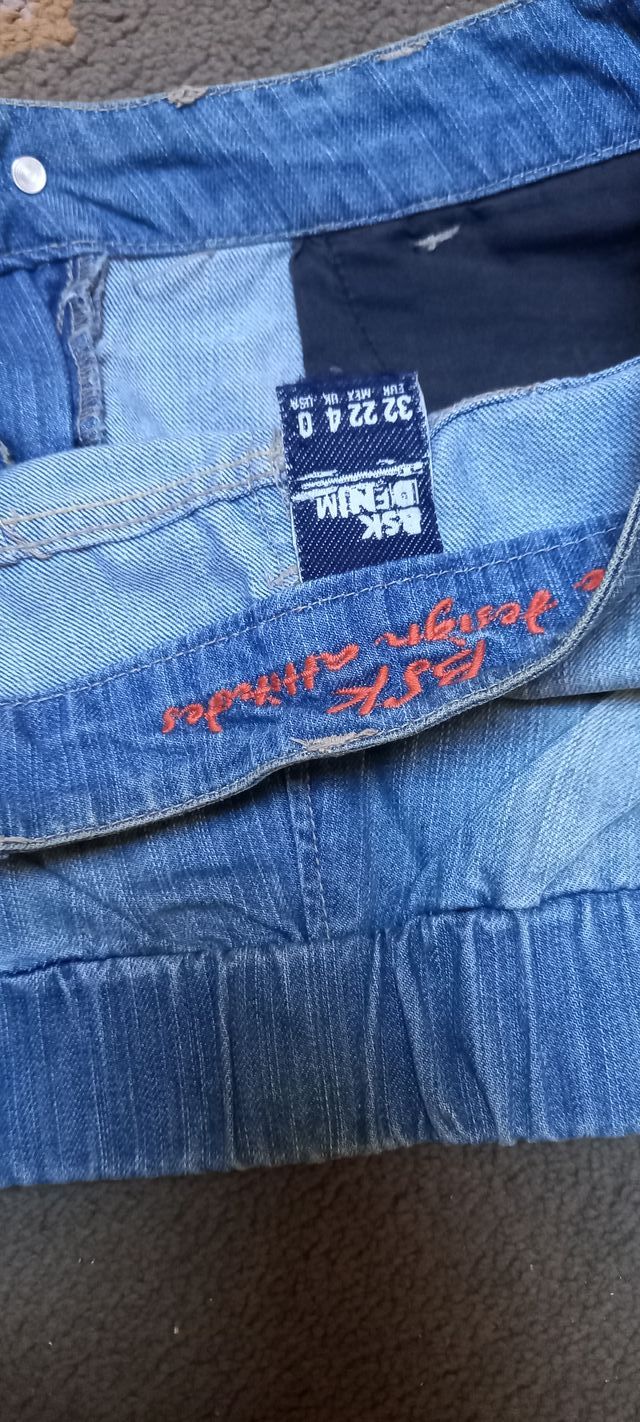 BSK
design attitudes
BSK
DENIM
32 22 4 0
EUR · MEX · UK · USA